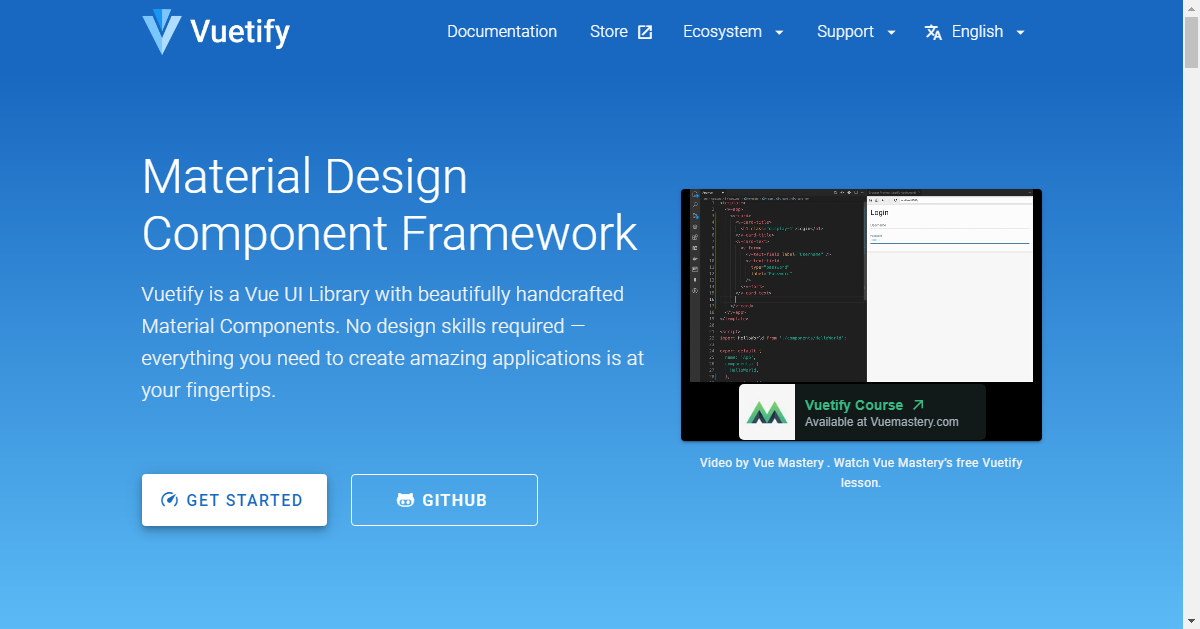 Vuetify
Documentation
Store
Ecosystem
Support
English
Material Design
Component Framework
Vuetify is a Vue UI Library with beautifully handcrafted
Material Components. No design skills required —
everything you need to create amazing applications is at
your fingertips.
GET STARTED
GITHUB
Login
Vuetify Course
Available at Vuemastery.com
Video by Vue Mastery . Watch Vue Mastery's free Vuetify
lesson.